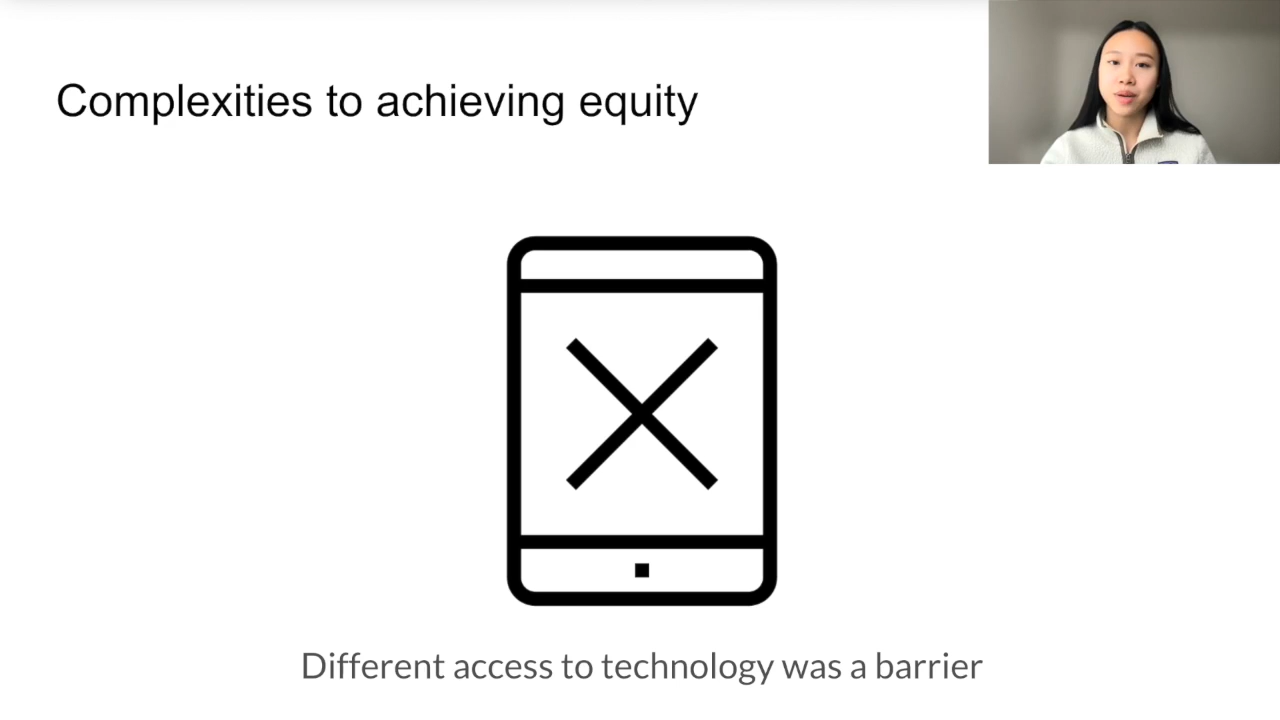 Complexities to achieving equity
Different access to technology was a barrier